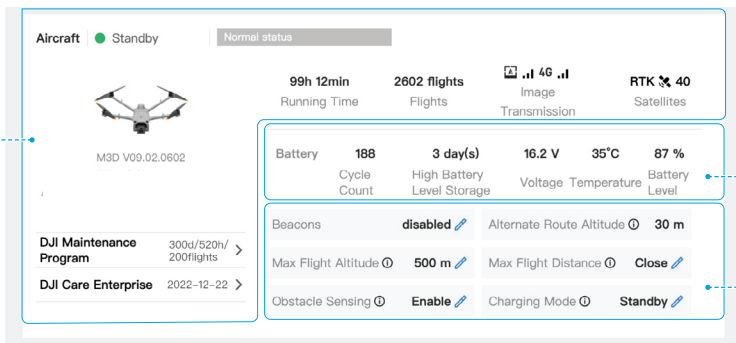 Aircraft Standby Normal status
99h 12min 2602 flights 4G RTK 40
Running Time Flights Image Transmission Satellites
M3D V09.02.0602
Battery 188 3 day(s) 16.2 V 35°C 87 %
Cycle Count High Battery Level Storage Voltage Temperature Battery Level
DJI Maintenance Program 300d/520h/200flights
DJI Care Enterprise 2022-12-22
Beacons disabled Alternate Route Altitude 30 m
Max Flight Altitude 500 m Max Flight Distance Close
Obstacle Sensing Enable Charging Mode Standby